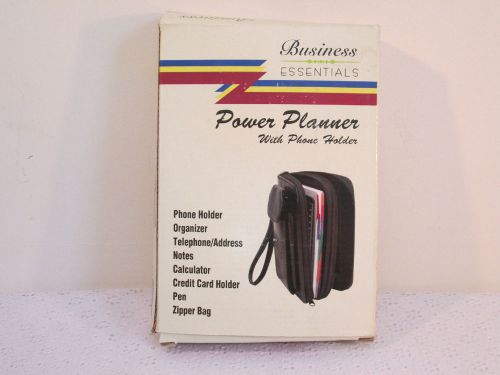 Business
ESSENTIALS
Power Planner
With Phone Holder
Phone Holder
Organizer
Telephone/Address
Notes
Calculator
Credit Card Holder
Pen
Zipper Bag